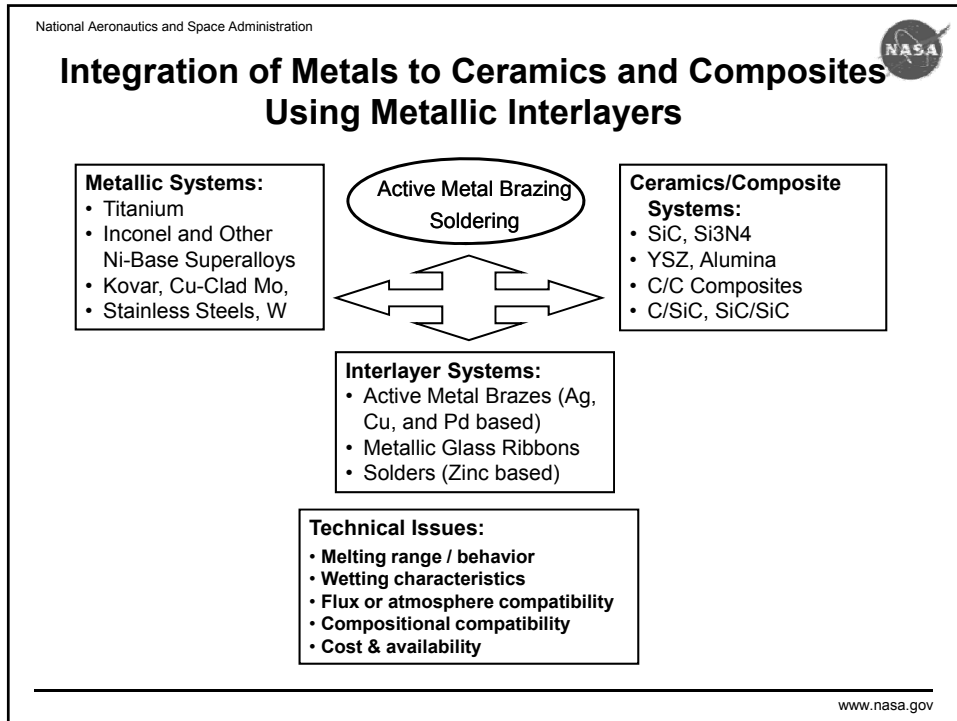 National Aeronautics and Space Administration
NASA
Integration of Metals to Ceramics and Composites
Using Metallic Interlayers
Metallic Systems:
• Titanium
• Inconel and Other
Ni-Base Superalloys
• Kovar, Cu-Clad Mo,
• Stainless Steels, W
Active Metal Brazing
Soldering
Ceramics/Composite
Systems:
• SiC, Si3N4
• YSZ, Alumina
• C/C Composites
• C/SiC, SiC/SiC
Interlayer Systems:
• Active Metal Brazes (Ag,
Cu, and Pd based)
• Metallic Glass Ribbons
• Solders (Zinc based)
Technical Issues:
• Melting range / behavior
• Wetting characteristics
• Flux or atmosphere compatibility
• Compositional compatibility
• Cost & availability
www.nasa.gov